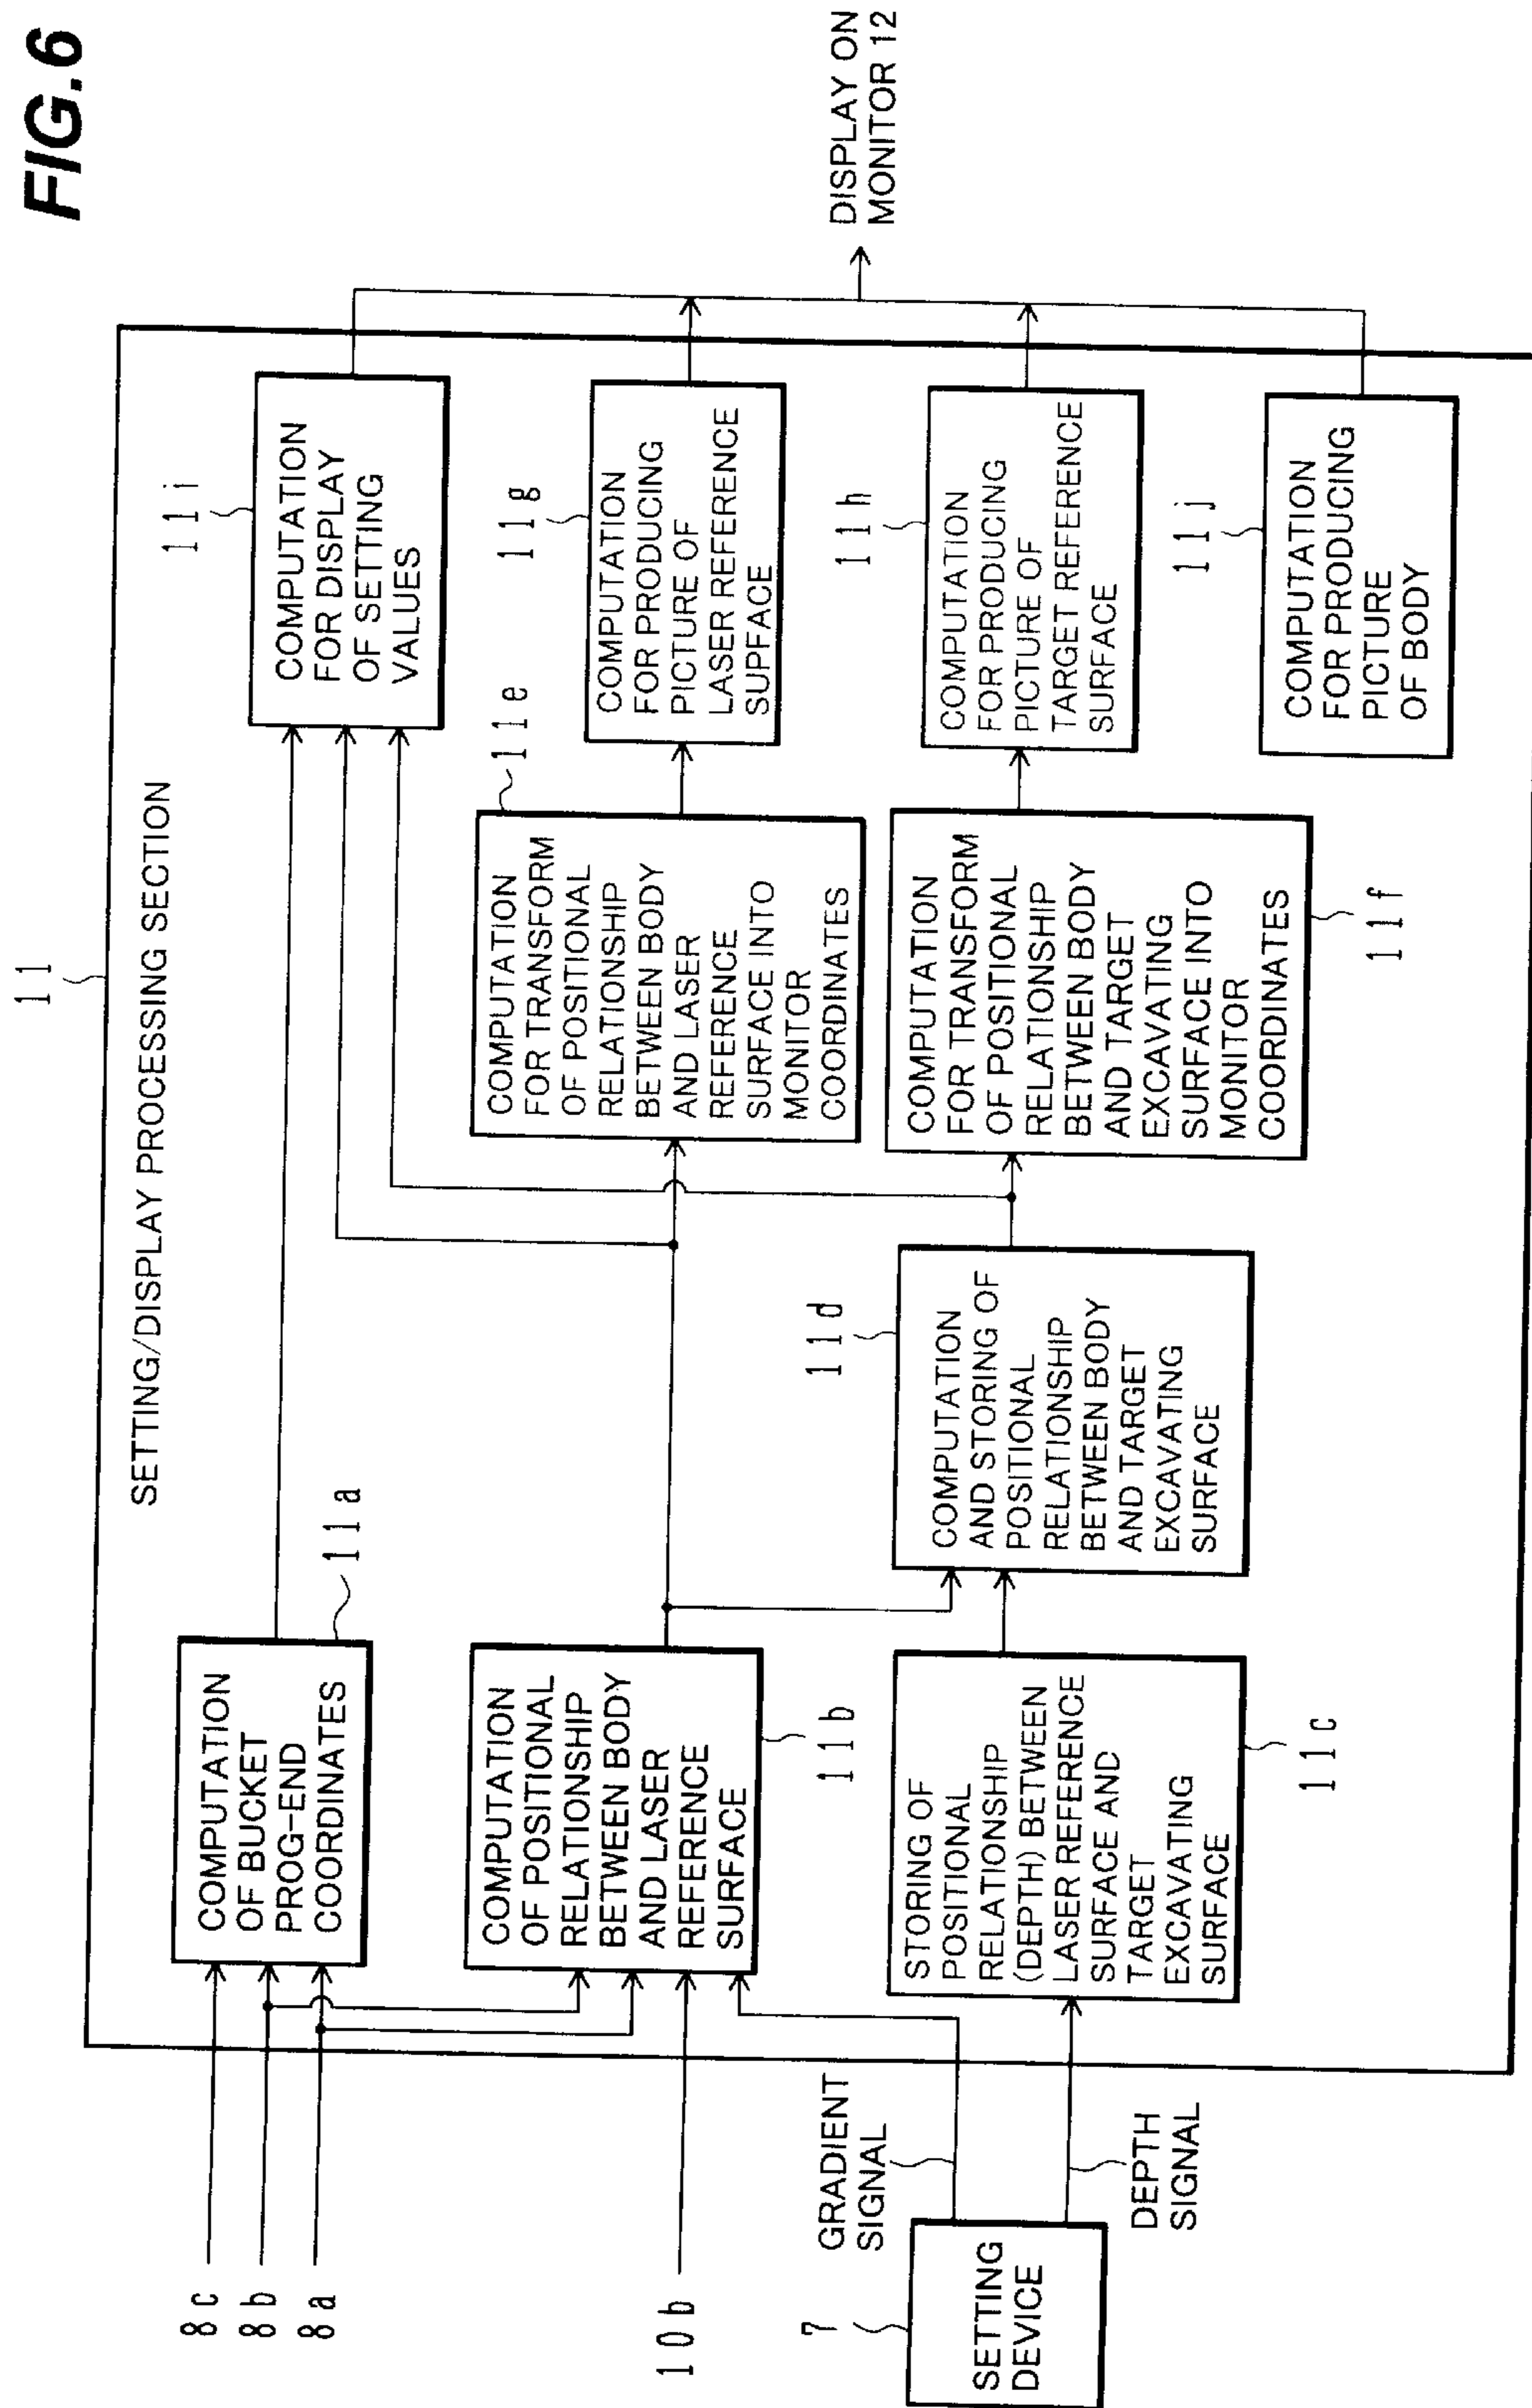 FIG.6
11
SETTING/DISPLAY PROCESSING SECTION
8c
8b
8a
10b
7
SETTING
DEVICE
GRADIENT
SIGNAL
DEPTH
SIGNAL
COMPUTATION
OF BUCKET
PROG-END
COORDINATES
11a
COMPUTATION
OF POSITIONAL
RELATIONSHIP
BETWEEN BODY
AND LASER
REFERENCE
SURFACE
11b
STORING OF
POSITIONAL
RELATIONSHIP
(DEPTH) BETWEEN
LASER REFERENCE
SURFACE AND
TARGET
EXCAVATING
SURFACE
11c
11d
COMPUTATION
AND STORING OF
POSITIONAL
RELATIONSHIP
BETWEEN BODY
AND TARGET
EXCAVATING
SURFACE
11e
COMPUTATION
FOR TRANSFORM
OF POSITIONAL
RELATIONSHIP
BETWEEN BODY
AND LASER
REFERENCE
SURFACE INTO
MONITOR
COORDINATES
COMPUTATION
FOR TRANSFORM
OF POSITIONAL
RELATIONSHIP
BETWEEN BODY
AND TARGET
EXCAVATING
SURFACE INTO
MONITOR
COORDINATES
11f
11i
COMPUTATION
FOR DISPLAY
OF SETTING
VALUES
11g
COMPUTATION
FOR PRODUCING
PICTURE OF
LASER REFERENCE
SUPFACE
11h
COMPUTATION
FOR PRODUCING
PICTURE OF
TARGET REFERENCE
SURFACE
11j
COMPUTATION
FOR PRODUCING
PICTURE
OF BODY
DISPLAY ON
MONITOR 12